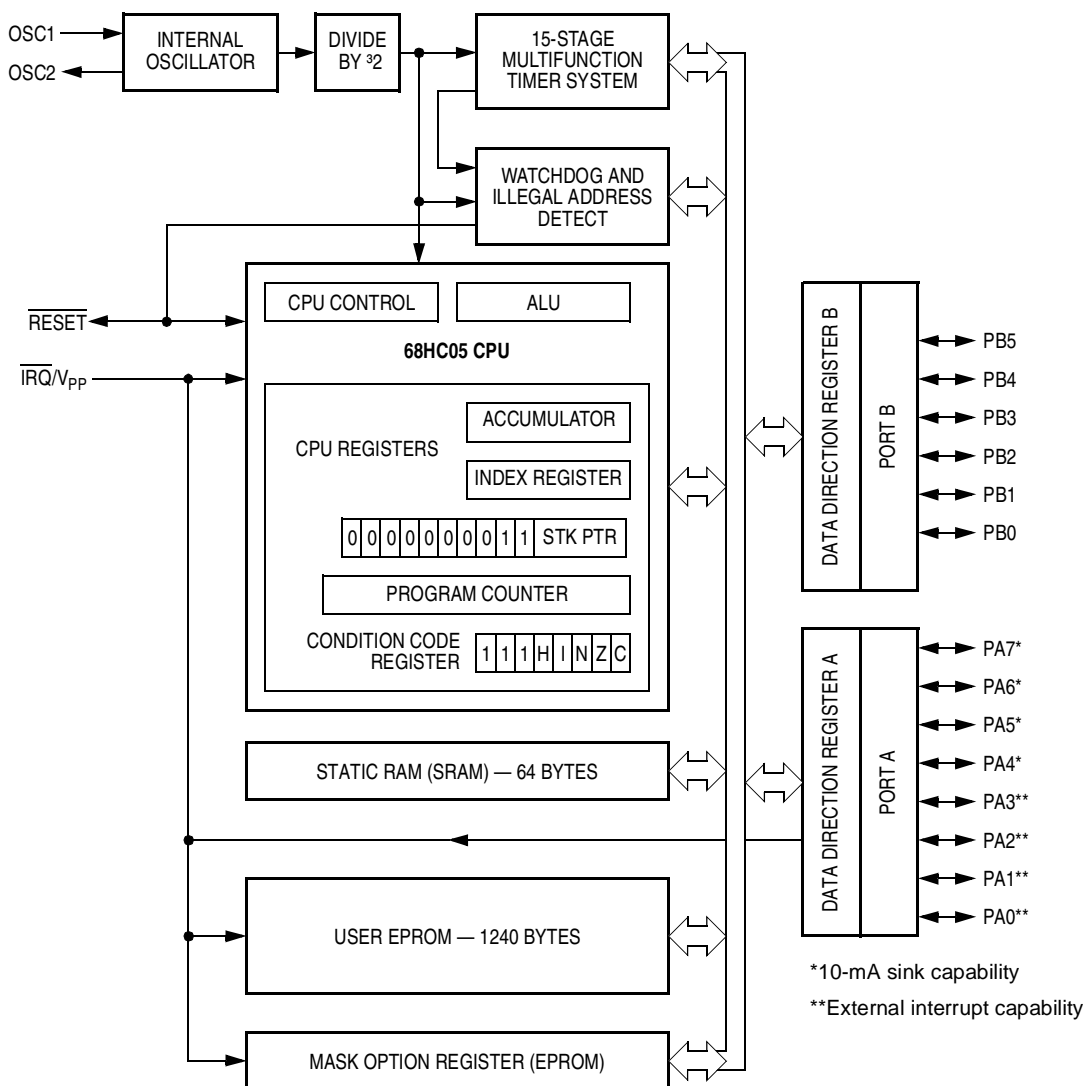 OSC1
OSC2
INTERNAL
OSCILLATOR
DIVIDE
BY ³2
15-STAGE
MULTIFUNCTION
TIMER SYSTEM
WATCHDOG AND
ILLEGAL ADDRESS
DETECT
RESET
IRQ/VPP
CPU CONTROL
ALU
68HC05 CPU
CPU REGISTERS
ACCUMULATOR
INDEX REGISTER
0 0 0 0 0 0 0 0 1 1 STK PTR
PROGRAM COUNTER
CONDITION CODE
REGISTER
1 1 1 H I N Z C
STATIC RAM (SRAM) — 64 BYTES
USER EPROM — 1240 BYTES
MASK OPTION REGISTER (EPROM)
DATA DIRECTION REGISTER B
PORT B
PB5
PB4
PB3
PB2
PB1
PB0
DATA DIRECTION REGISTER A
PORT A
PA7*
PA6*
PA5*
PA4*
PA3**
PA2**
PA1**
PA0**
*10-mA sink capability
**External interrupt capability